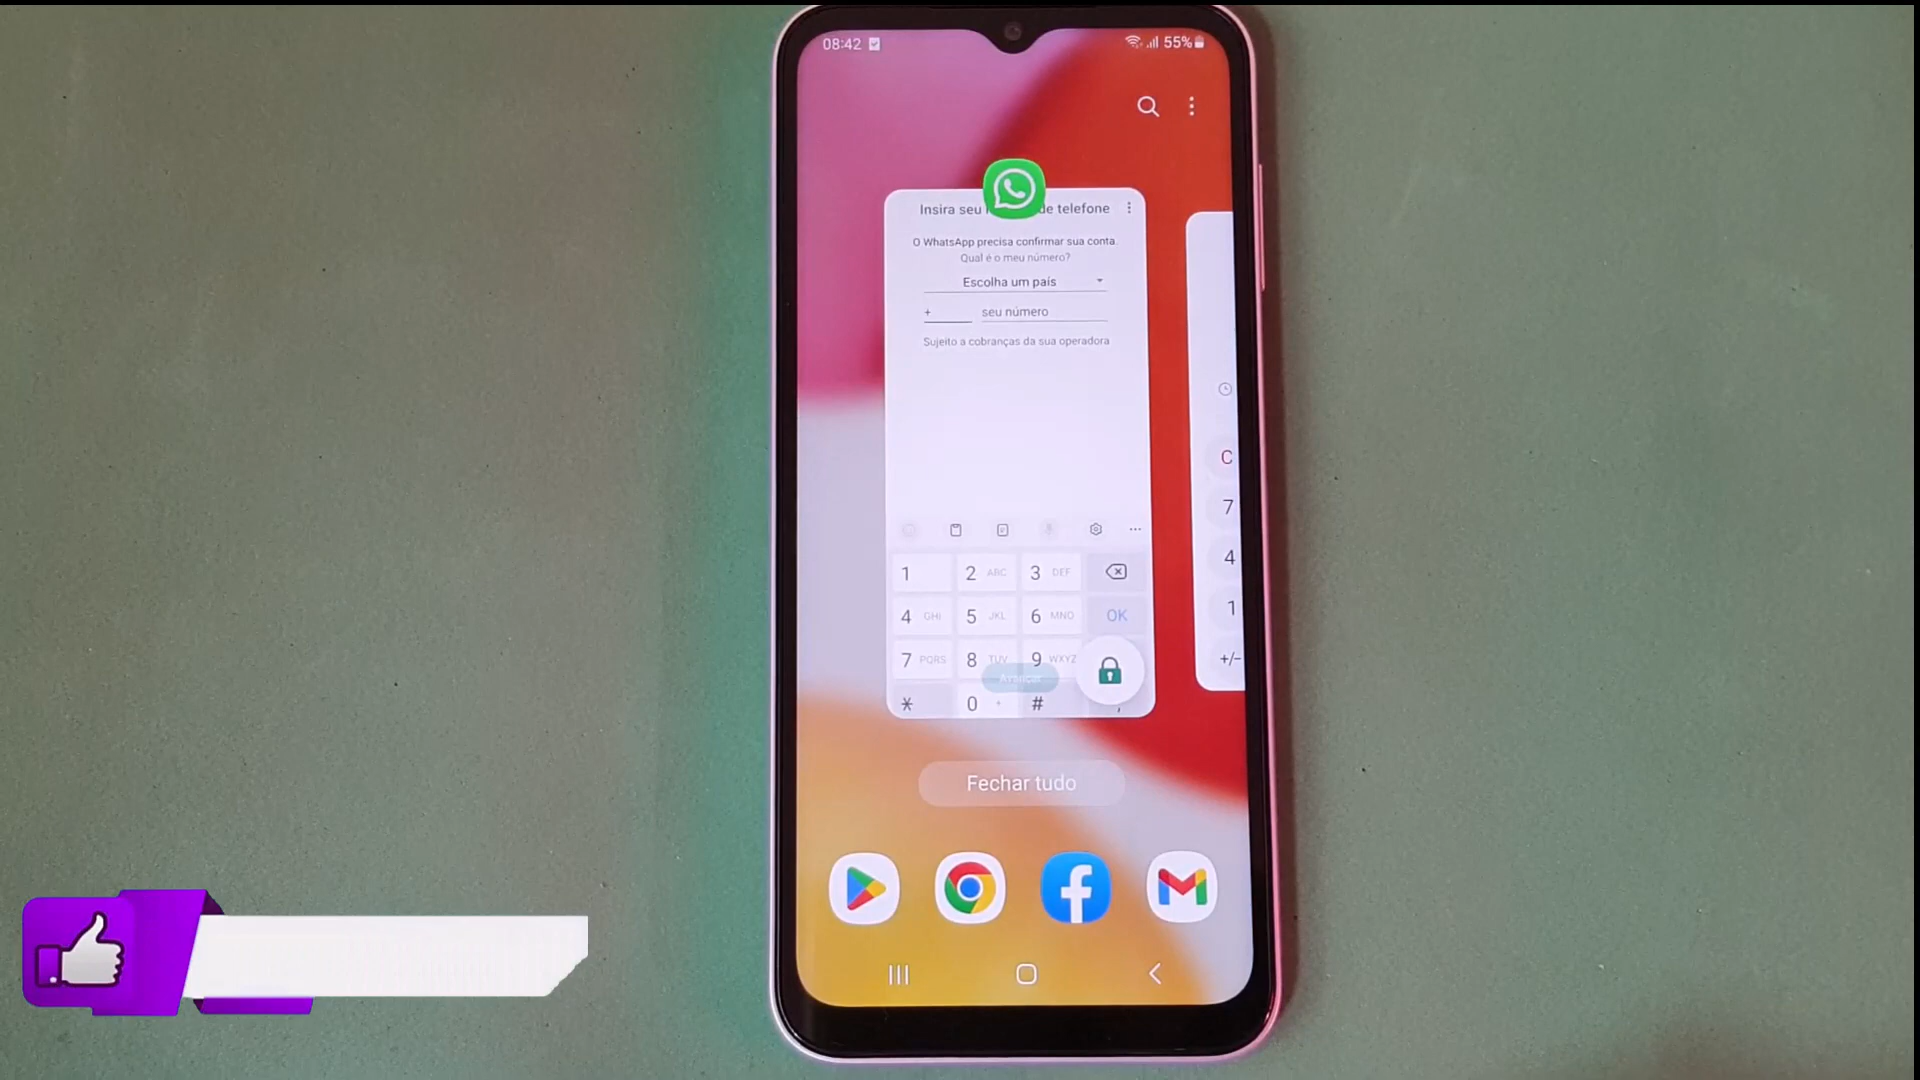 08:42
55%
Insira seu de telefone
O WhatsApp precisa confirmar sua conta.
Qual é o meu número?
Escolha um país
+ seu número
Sujeito a cobranças da sua operadora
C
7
4
1
+/−
1 2 ABC 3 DEF
4 GHI 5 JKL 6 MNO OK
7 PQRS 8 TUV 9 WXYZ
Avançar
* 0 + # ,
Fechar tudo